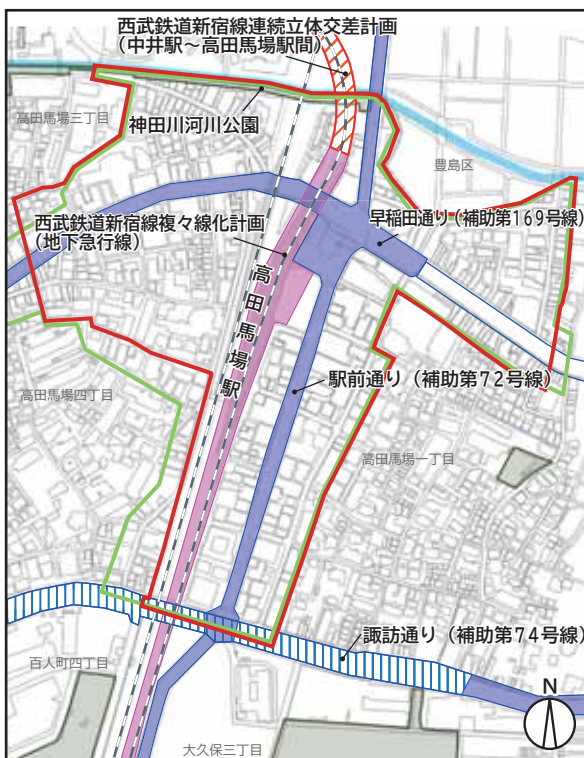 西武鉄道新宿線連続立体交差計画
(中井駅～高田馬場駅間)
高田馬場三丁目
神田川河川公園
豊島区
早稲田通り（補助第169号線）
西武鉄道新宿線複々線化計画
(地下急行線)
高田馬場駅
駅前通り（補助第72号線）
高田馬場四丁目
高田馬場一丁目
諏訪通り（補助第74号線）
百人町四丁目
大久保三丁目
N